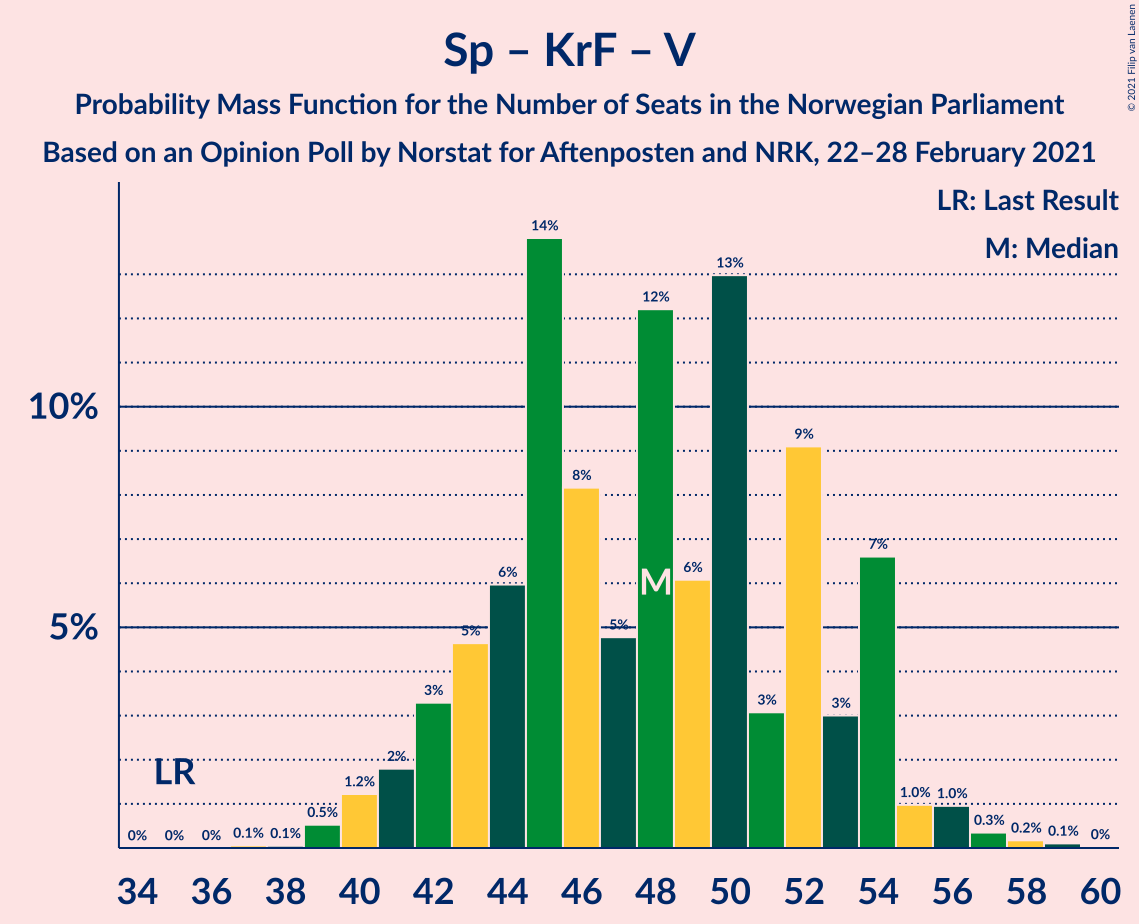 Sp – KrF – V
Probability Mass Function for the Number of Seats in the Norwegian Parliament
Based on an Opinion Poll by Norstat for Aftenposten and NRK, 22–28 February 2021
© 2021 Filip van Laenen
LR: Last Result
M: Median
10%
5%
LR
M
0% 0% 0% 0.1% 0.1% 0.5% 1.2% 2% 3% 5% 6% 14% 8% 5% 12% 6% 13% 3% 9% 3% 7% 1.0% 1.0% 0.3% 0.2% 0.1% 0%
34 36 38 40 42 44 46 48 50 52 54 56 58 60